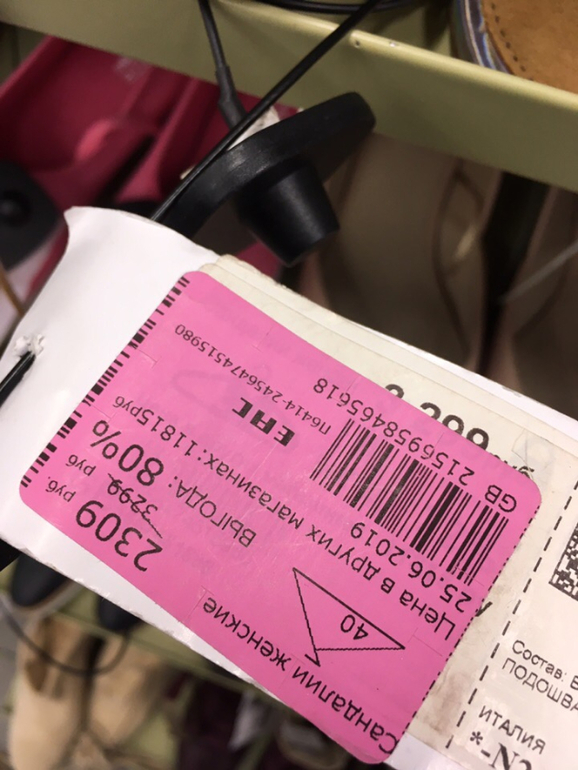 Сандалии женские
40
25.06.2019
Цена в других магазинах: 11815руб
ВЫГОДА: 80%
3299 руб
2309 руб.
GB 2156958465618
ЕАС
П6414-2456474515980
Состав: В
ПОДОШВА
ИТАЛИЯ